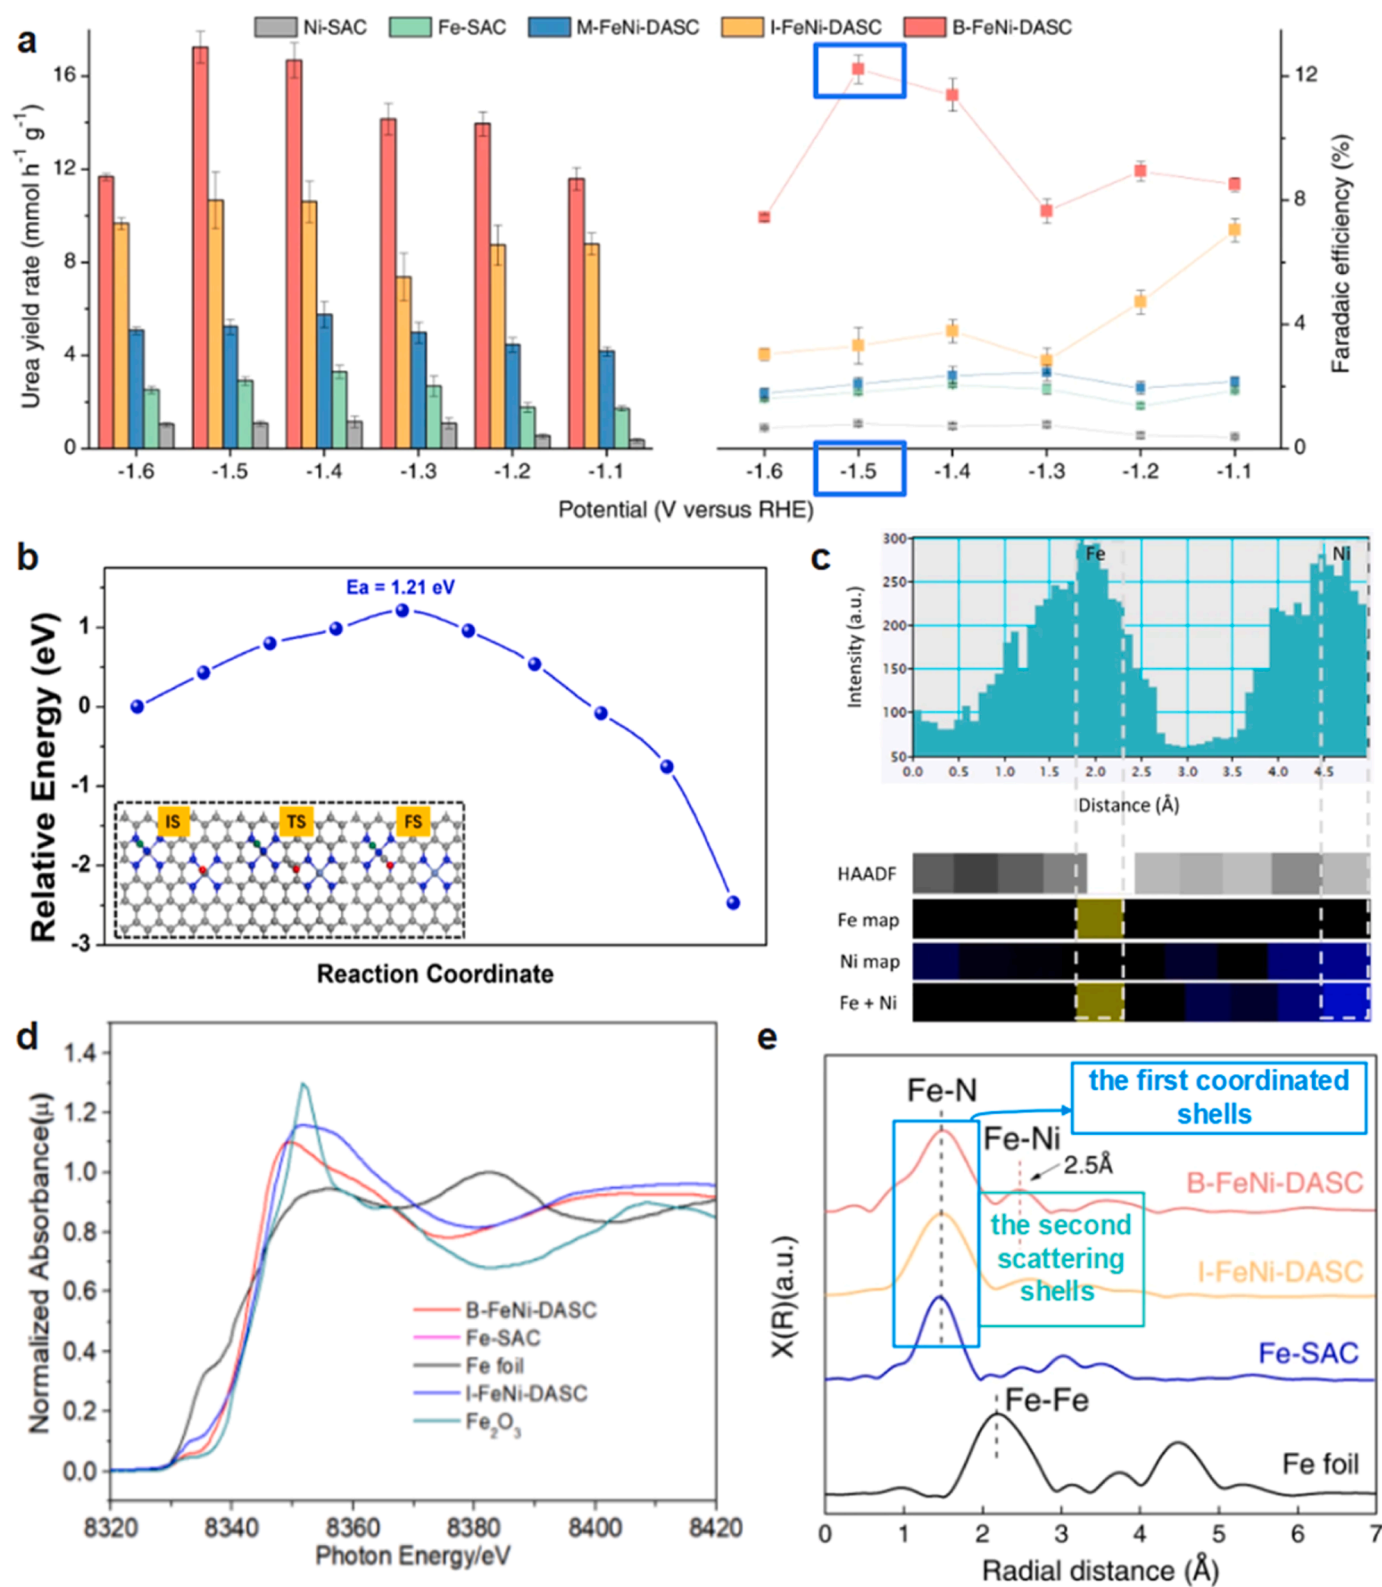 a
Ni-SAC Fe-SAC M-FeNi-DASC I-FeNi-DASC B-FeNi-DASC
Urea yield rate (mmol h⁻¹ g⁻¹)
16
12
8
4
0
-1.6 -1.5 -1.4 -1.3 -1.2 -1.1
Faradaic efficiency (%)
12
8
4
0
-1.6 -1.5 -1.4 -1.3 -1.2 -1.1
Potential (V versus RHE)
b
Relative Energy (eV)
Ea = 1.21 eV
1
0
-1
-2
-3
IS TS FS
Reaction Coordinate
c
Intensity (a.u.)
Fe Ni
300
250
200
150
100
50
0.0 0.5 1.0 1.5 2.0 2.5 3.0 3.5 4.0 4.5
Distance (Å)
HAADF
Fe map
Ni map
Fe + Ni
d
Normalized Absorbance(μ)
1.4
1.2
1.0
0.8
0.6
0.4
0.2
0.0
B-FeNi-DASC
Fe-SAC
Fe foil
I-FeNi-DASC
Fe₂O₃
8320 8340 8360 8380 8400 8420
Photon Energy/eV
e
X(R)(a.u.)
the first coordinated
shells
Fe-N
Fe-Ni
2.5Å
B-FeNi-DASC
the second
scattering
shells
I-FeNi-DASC
Fe-SAC
Fe-Fe
Fe foil
0 1 2 3 4 5 6 7
Radial distance (Å)